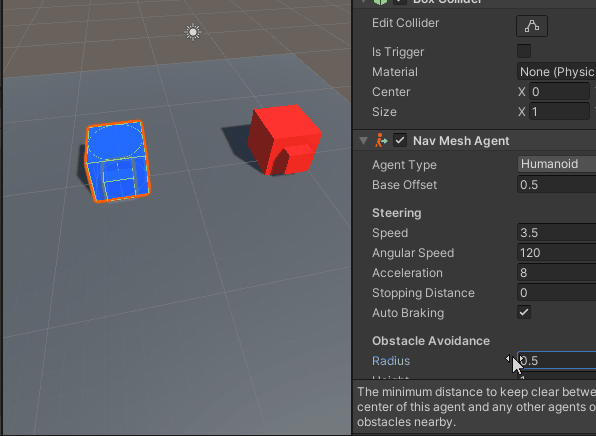 Box Collider
Edit Collider
Is Trigger
Material None (Physic
Center X 0
Size X 1
Nav Mesh Agent
Agent Type Humanoid
Base Offset 0.5
Steering
Speed 3.5
Angular Speed 120
Acceleration 8
Stopping Distance 0
Auto Braking
Obstacle Avoidance
Radius 0.5
Height 1
The minimum distance to keep clear betwe
center of this agent and any other agents o
obstacles nearby.